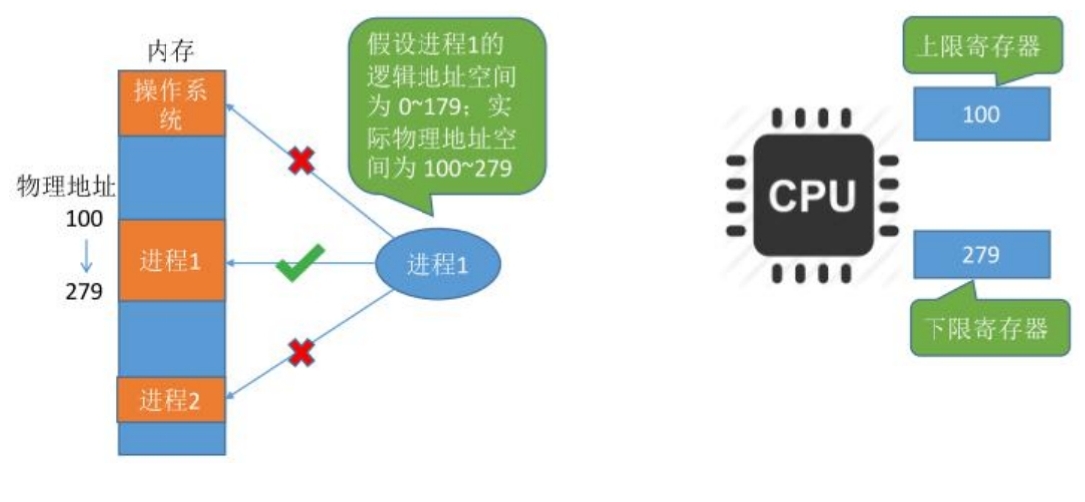 内存
操作系
统
物理地址
100
279
进程1
进程2
假设进程1的
逻辑地址空间
为 0~179；实
际物理地址空
间为 100~279
进程1
上限寄存器
100
CPU
279
下限寄存器